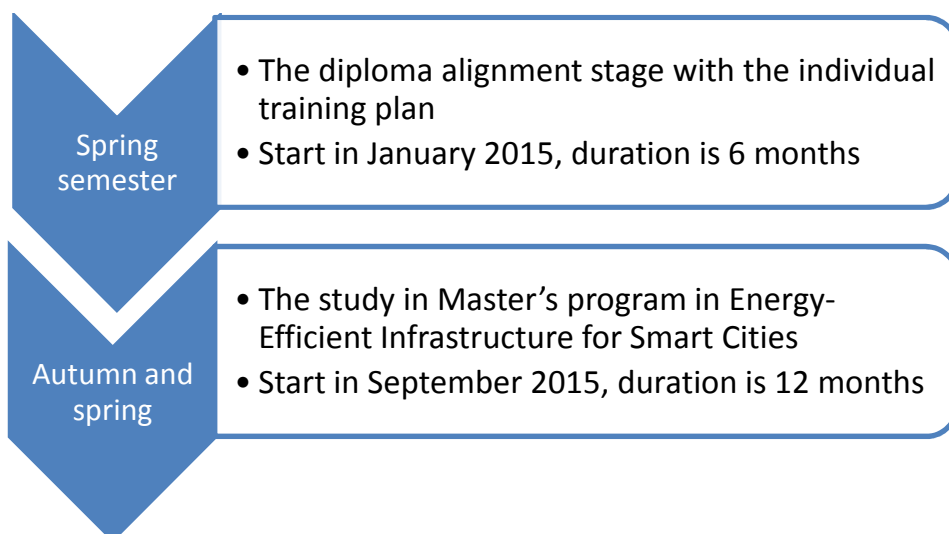 Spring
semester
• The diploma alignment stage with the individual
training plan
• Start in January 2015, duration is 6 months
Autumn and
spring
• The study in Master’s program in Energy-
Efficient Infrastructure for Smart Cities
• Start in September 2015, duration is 12 months